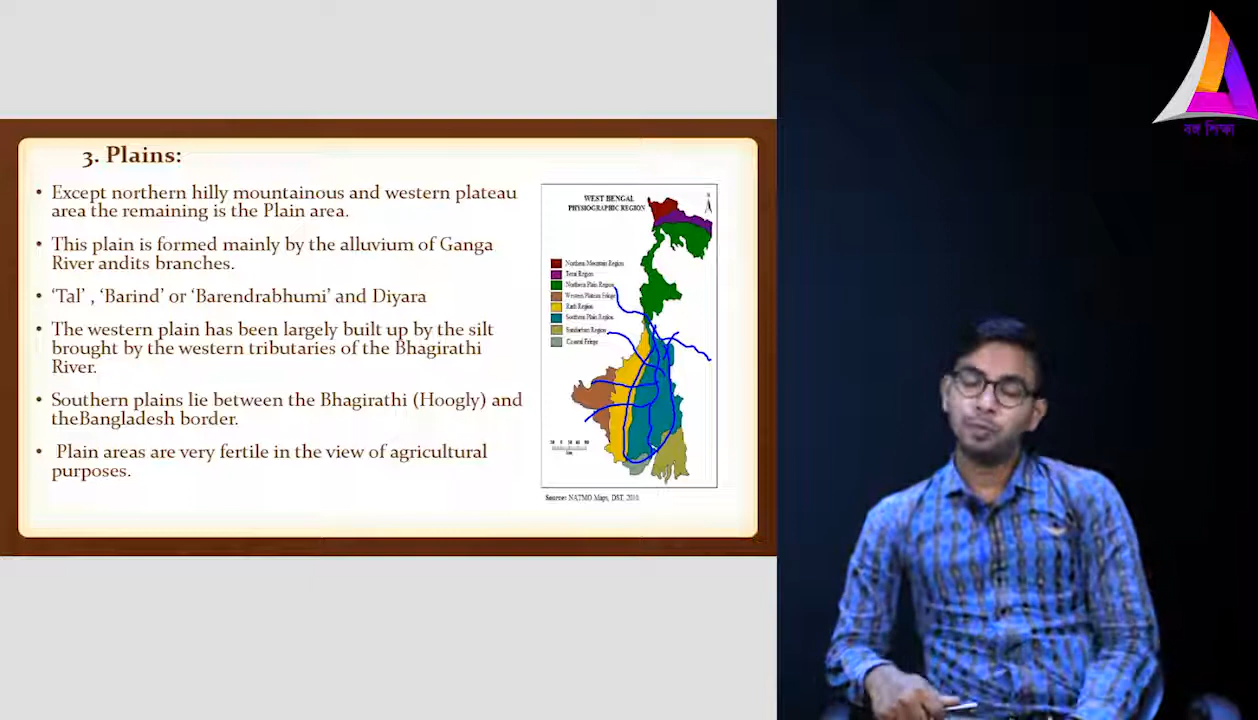 3. Plains:
• Except northern hilly mountainous and western plateau
area the remaining is the Plain area.
• This plain is formed mainly by the alluvium of Ganga
River andits branches.
• ‘Tal’ , ‘Barind’ or ‘Barendrabhumi’ and Diyara
• The western plain has been largely built up by the silt
brought by the western tributaries of the Bhagirathi
River.
• Southern plains lie between the Bhagirathi (Hoogly) and
theBangladesh border.
• Plain areas are very fertile in the view of agricultural
purposes.
WEST BENGAL
PHYSIOGRAPHIC REGION
N
Northern Mountain Region
Terai Region
Northern Plain Region
Western Plateau Fringe
Rarh Region
Southern Plain Region
Sundarban Region
Coastal Fringe
Source: NATMO Maps, DST, 2010.
বঙ্গ শিক্ষা